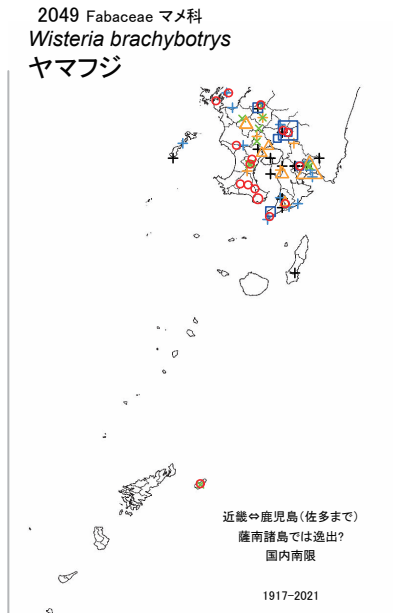 2049 Fabaceae マメ科
Wisteria brachybotrys
ヤマフジ
近畿⇔鹿児島(佐多まで)
薩南諸島では逸出?
国内南限
1917-2021